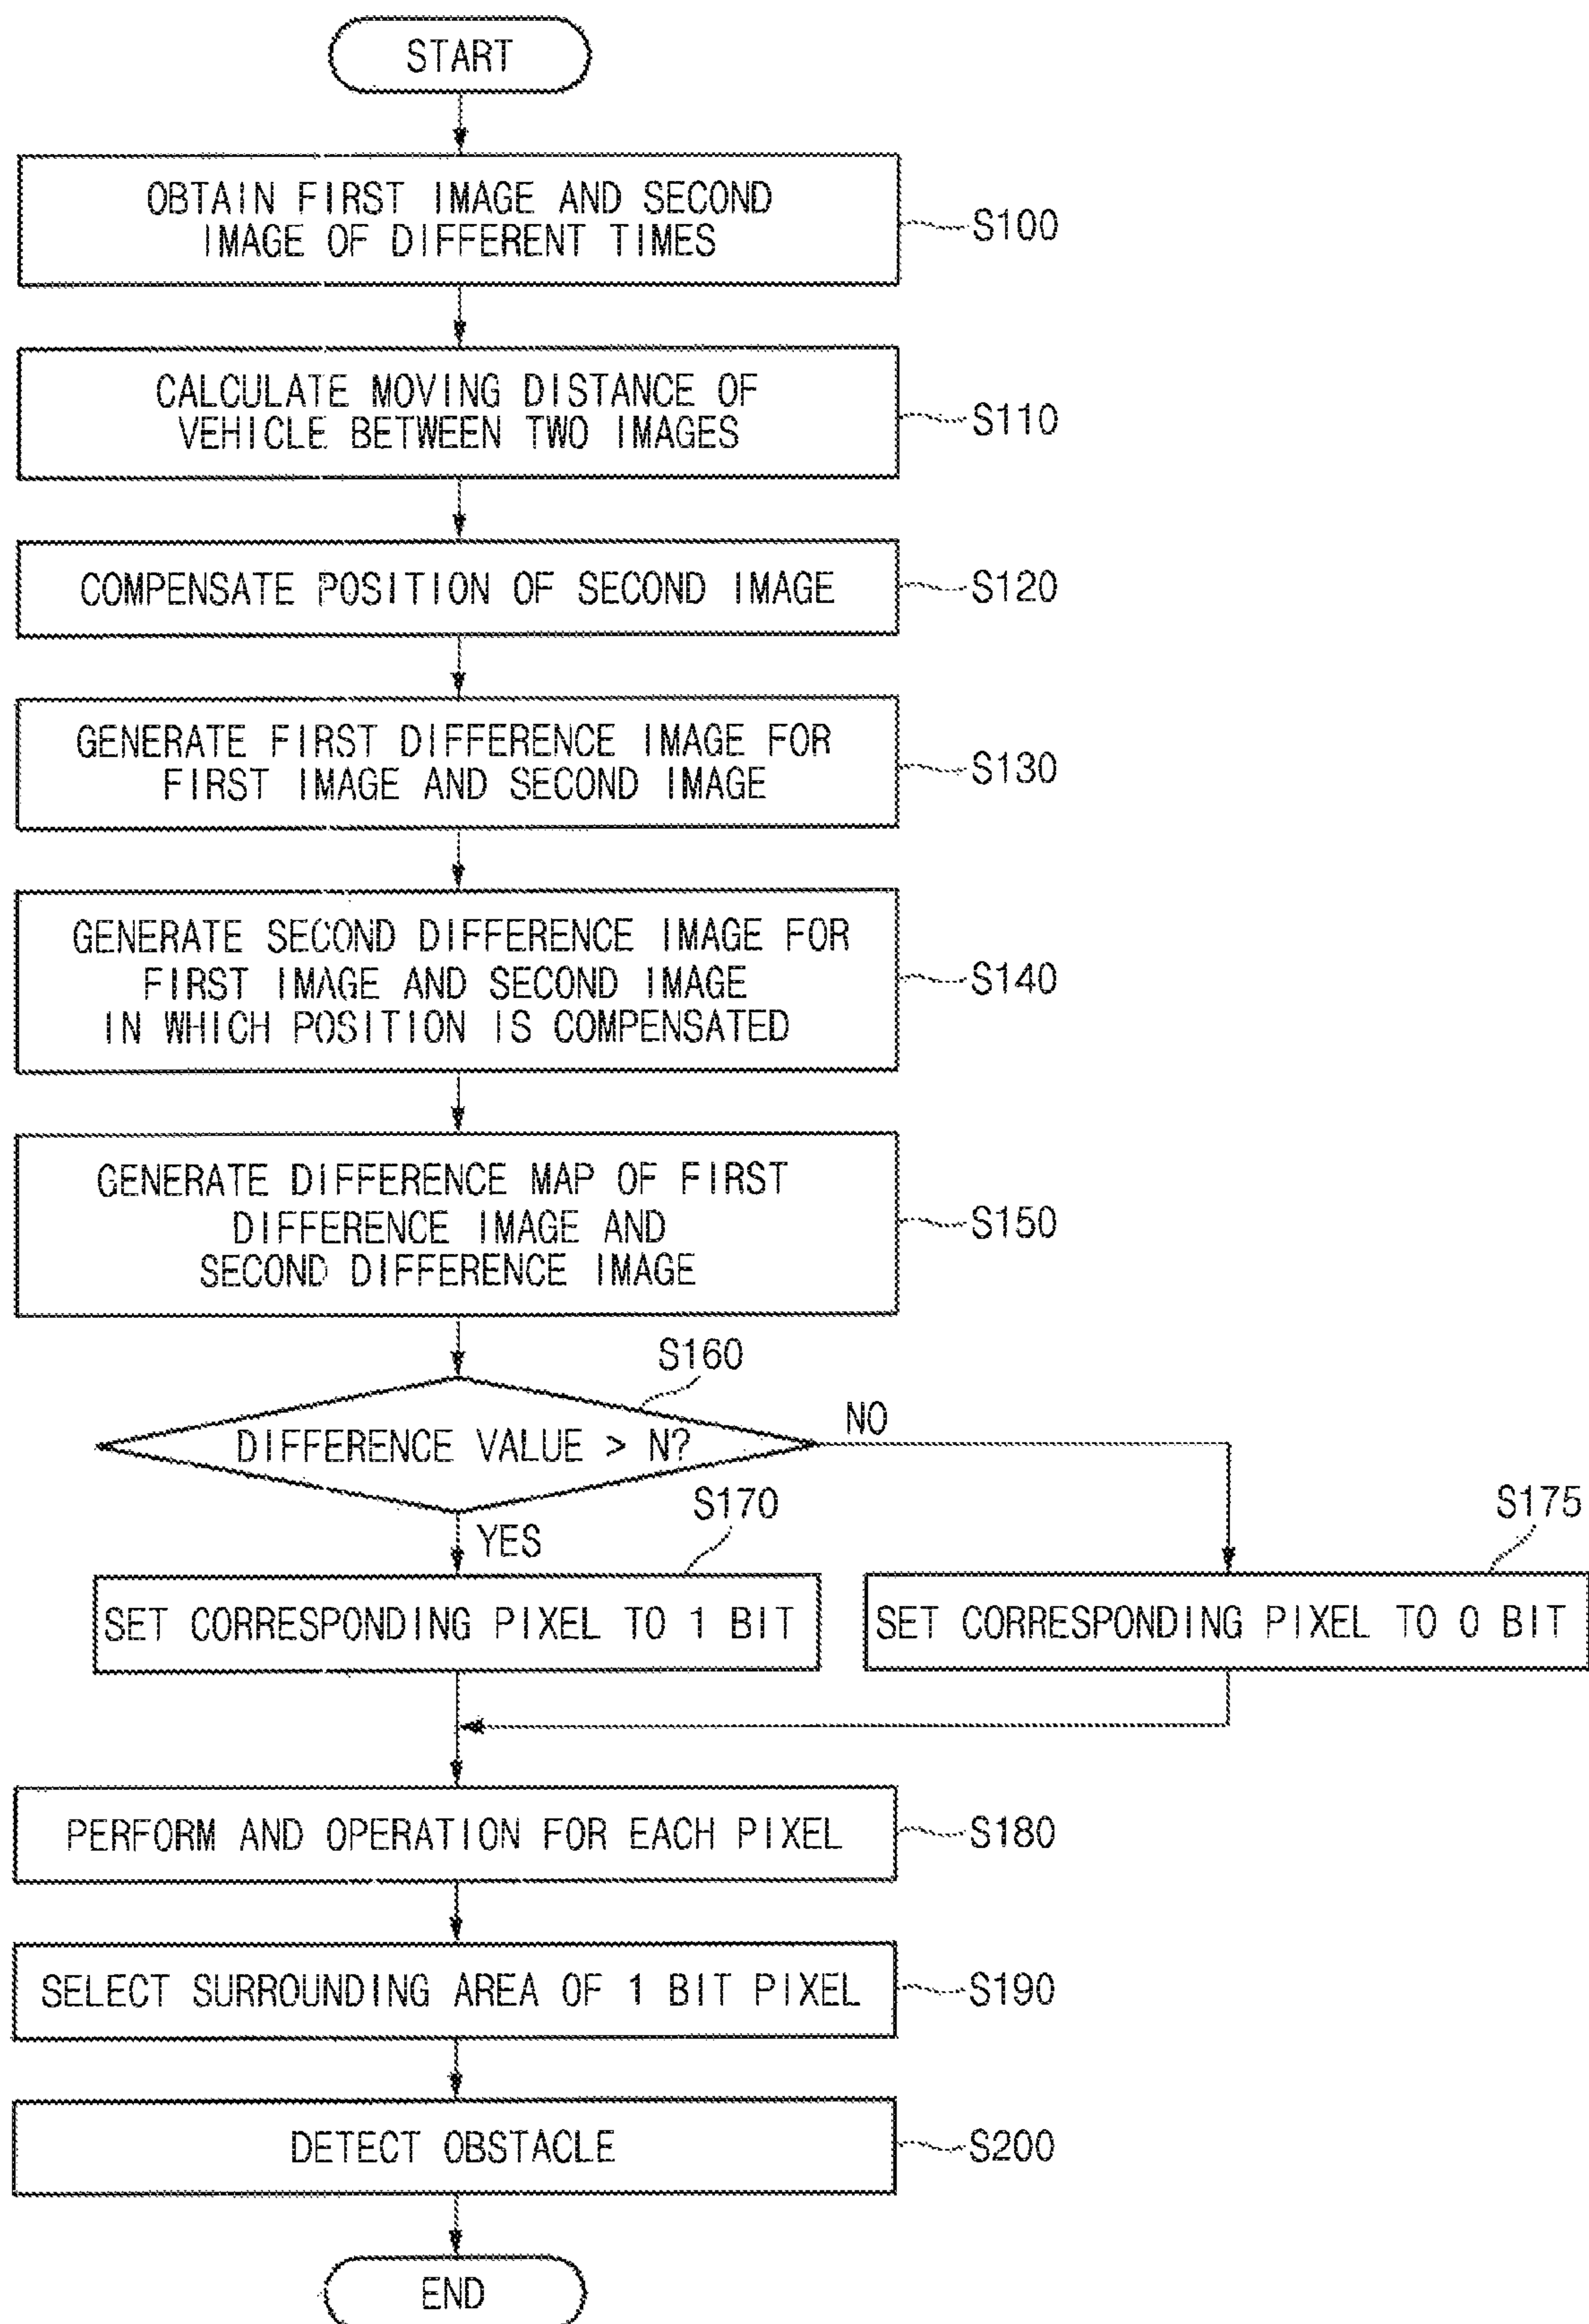 START
OBTAIN FIRST IMAGE AND SECOND
IMAGE OF DIFFERENT TIMES
S100
CALCULATE MOVING DISTANCE OF
VEHICLE BETWEEN TWO IMAGES
S110
COMPENSATE POSITION OF SECOND IMAGE
S120
GENERATE FIRST DIFFERENCE IMAGE FOR
FIRST IMAGE AND SECOND IMAGE
S130
GENERATE SECOND DIFFERENCE IMAGE FOR
FIRST IMAGE AND SECOND IMAGE
IN WHICH POSITION IS COMPENSATED
S140
GENERATE DIFFERENCE MAP OF FIRST
DIFFERENCE IMAGE AND
SECOND DIFFERENCE IMAGE
S150
S160
DIFFERENCE VALUE > N?
NO
YES
S170
S175
SET CORRESPONDING PIXEL TO 1 BIT
SET CORRESPONDING PIXEL TO 0 BIT
PERFORM AND OPERATION FOR EACH PIXEL
S180
SELECT SURROUNDING AREA OF 1 BIT PIXEL
S190
DETECT OBSTACLE
S200
END